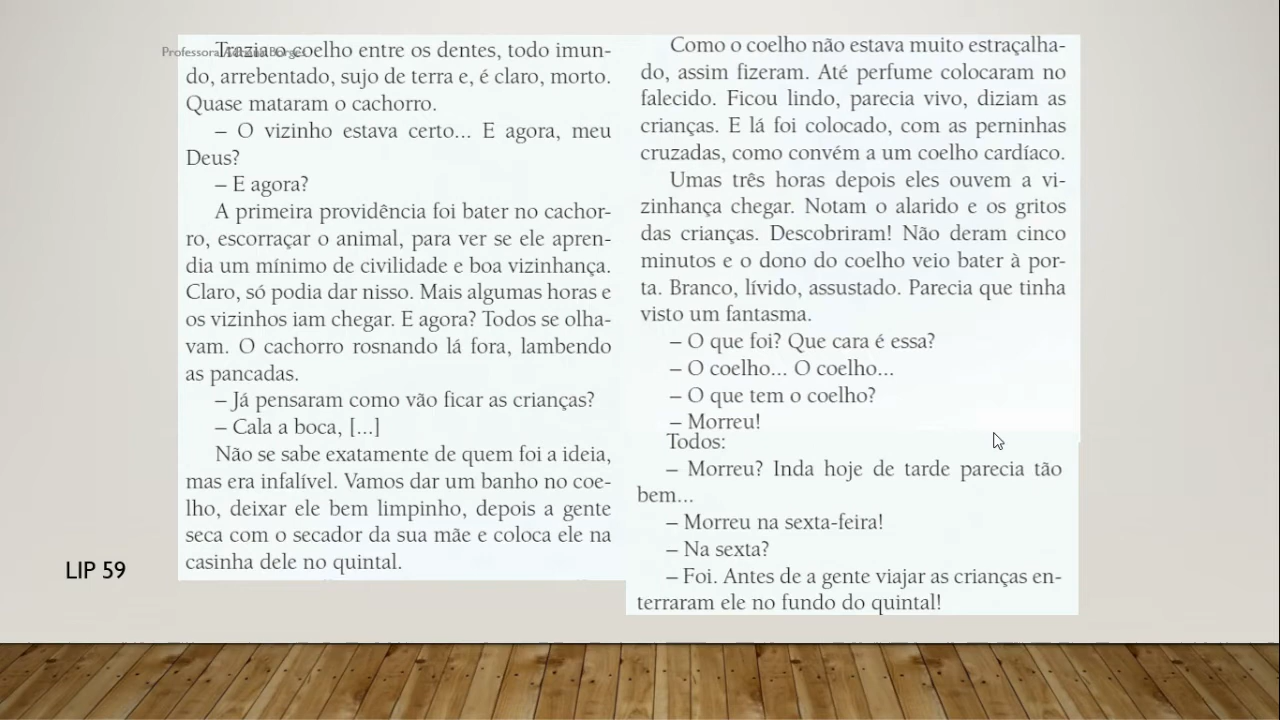 Professora Adriana Borges
Trazia o coelho entre os dentes, todo imun-
do, arrebentado, sujo de terra e, é claro, morto.
Quase mataram o cachorro.
– O vizinho estava certo... E agora, meu
Deus?
– E agora?
A primeira providência foi bater no cachor-
ro, escorraçar o animal, para ver se ele apren-
dia um mínimo de civilidade e boa vizinhança.
Claro, só podia dar nisso. Mais algumas horas e
os vizinhos iam chegar. E agora? Todos se olha-
vam. O cachorro rosnando lá fora, lambendo
as pancadas.
– Já pensaram como vão ficar as crianças?
– Cala a boca, [...]
Não se sabe exatamente de quem foi a ideia,
mas era infalível. Vamos dar um banho no coe-
lho, deixar ele bem limpinho, depois a gente
seca com o secador da sua mãe e coloca ele na
casinha dele no quintal.
Como o coelho não estava muito estraçalha-
do, assim fizeram. Até perfume colocaram no
falecido. Ficou lindo, parecia vivo, diziam as
crianças. E lá foi colocado, com as perninhas
cruzadas, como convém a um coelho cardíaco.
Umas três horas depois eles ouvem a vi-
zinhança chegar. Notam o alarido e os gritos
das crianças. Descobriram! Não deram cinco
minutos e o dono do coelho veio bater à por-
ta. Branco, lívido, assustado. Parecia que tinha
visto um fantasma.
– O que foi? Que cara é essa?
– O coelho... O coelho...
– O que tem o coelho?
– Morreu!
Todos:
– Morreu? Inda hoje de tarde parecia tão
bem...
– Morreu na sexta-feira!
– Na sexta?
– Foi. Antes de a gente viajar as crianças en-
terraram ele no fundo do quintal!
LIP 59